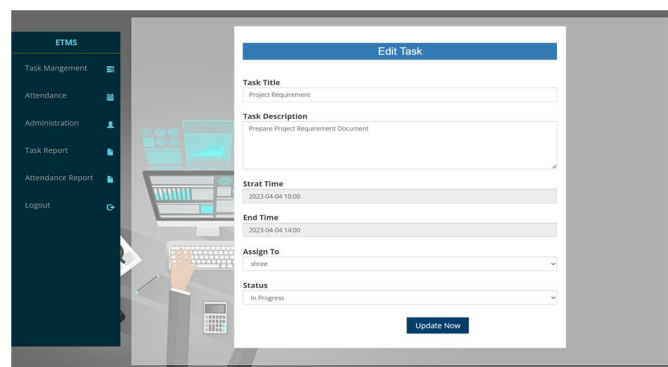 ETMS
Task Mangement
Attendance
Administration
Task Report
Attendance Report
Logout
Edit Task
Task Title
Project Requirement
Task Description
Prepare Project Requirement Document
Strat Time
2023-04-04 10:00
End Time
2023-04-04 14:00
Assign To
shree
Status
In Progress
Update Now